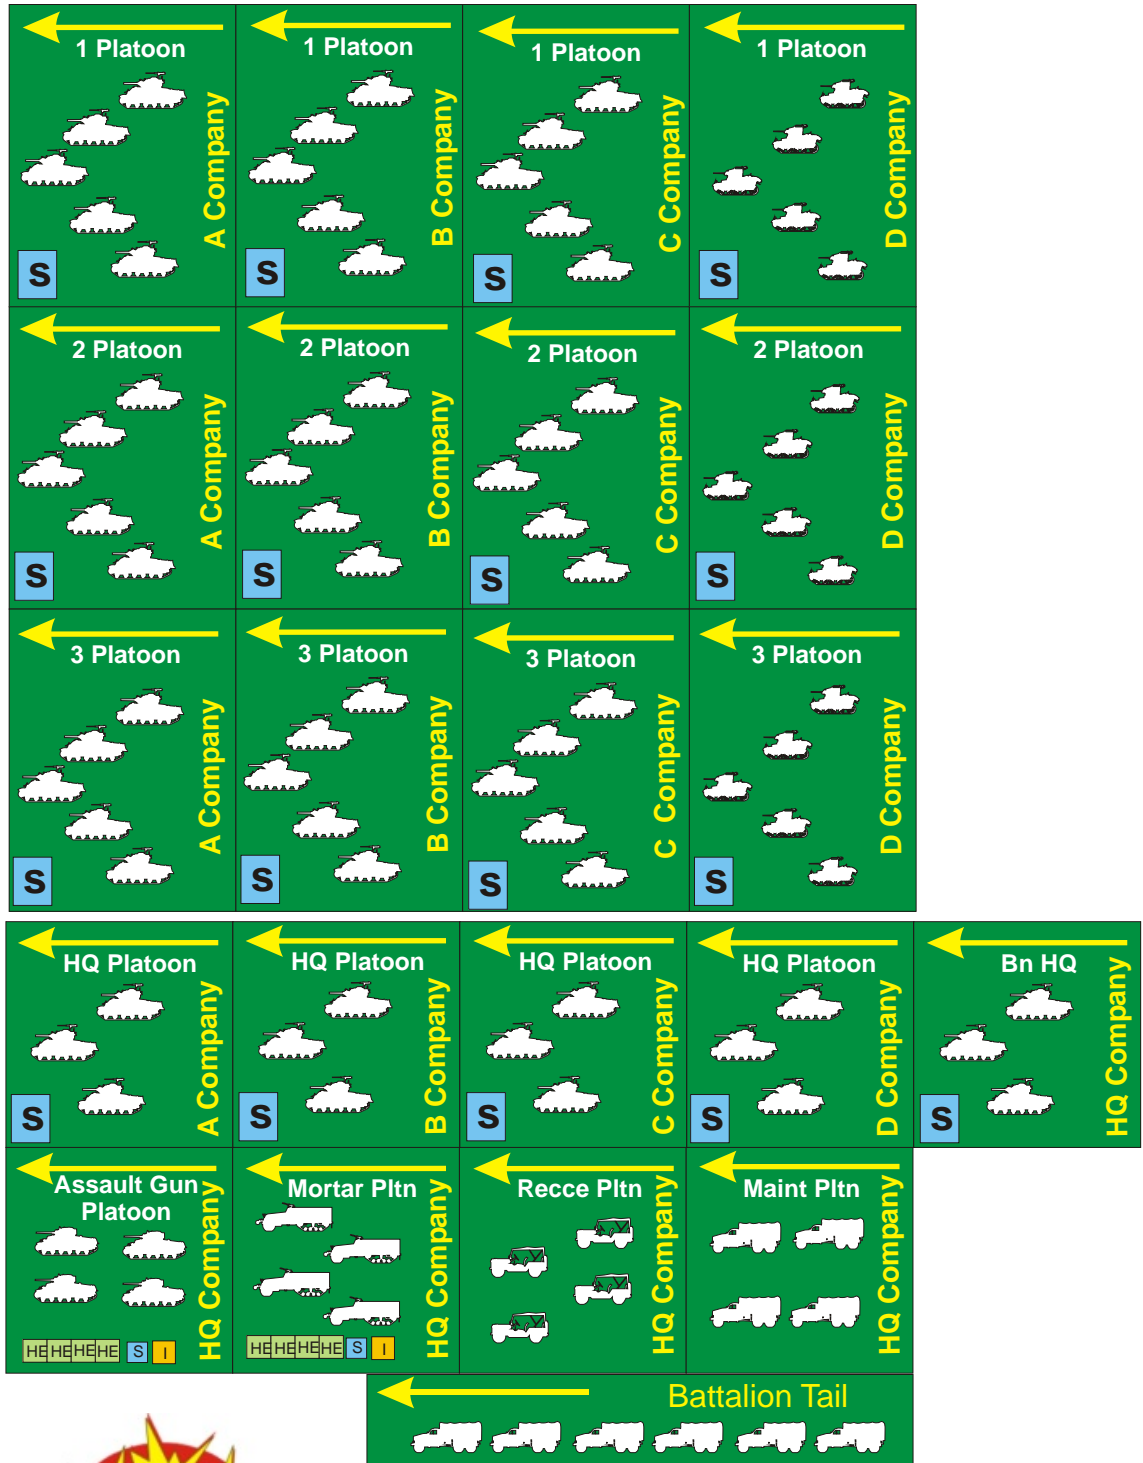 1 Platoon
A Company
S
1 Platoon
B Company
S
1 Platoon
C Company
S
1 Platoon
D Company
S
2 Platoon
A Company
S
2 Platoon
B Company
S
2 Platoon
C Company
S
2 Platoon
D Company
S
3 Platoon
A Company
S
3 Platoon
B Company
S
3 Platoon
C Company
S
3 Platoon
D Company
S
HQ Platoon
A Company
S
HQ Platoon
B Company
S
HQ Platoon
C Company
S
HQ Platoon
D Company
S
Bn HQ
HQ Company
S
Assault Gun
Platoon
HQ Company
HE HE HE HE S I
Mortar Pltn
HQ Company
HE HE HE HE S I
Recce Pltn
HQ Company
Maint Pltn
HQ Company
Battalion Tail